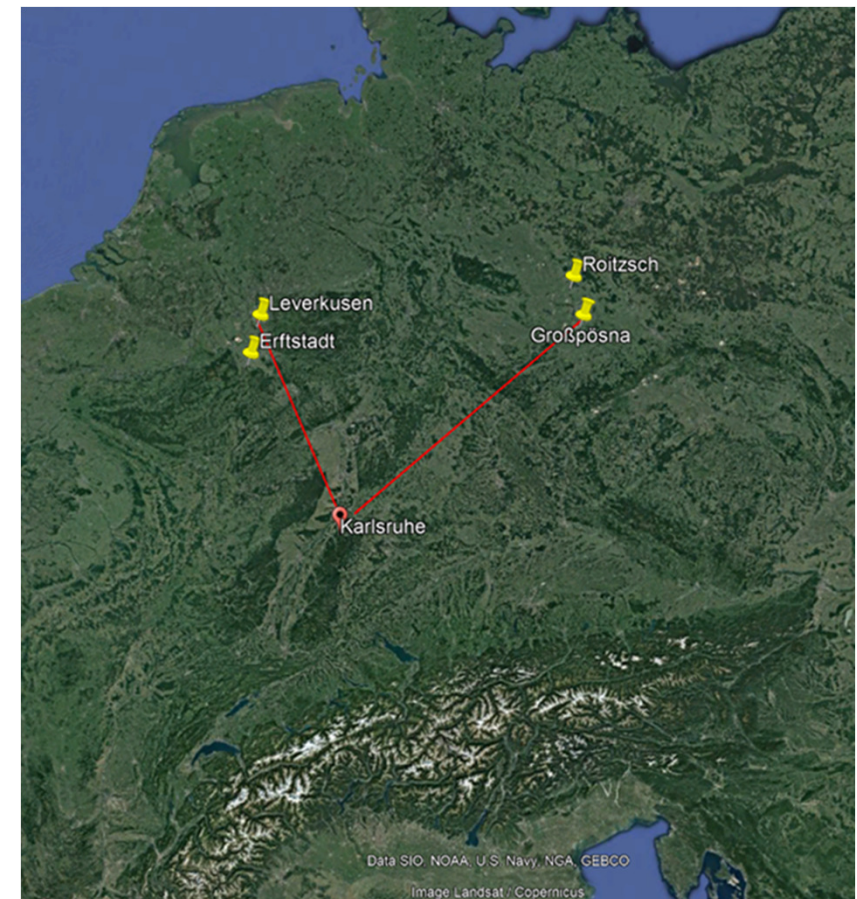 Roitzsch
Leverkusen
Großpösna
Erftstadt
Karlsruhe
Data SIO, NOAA, U.S. Navy, NGA, GEBCO
Image Landsat / Copernicus